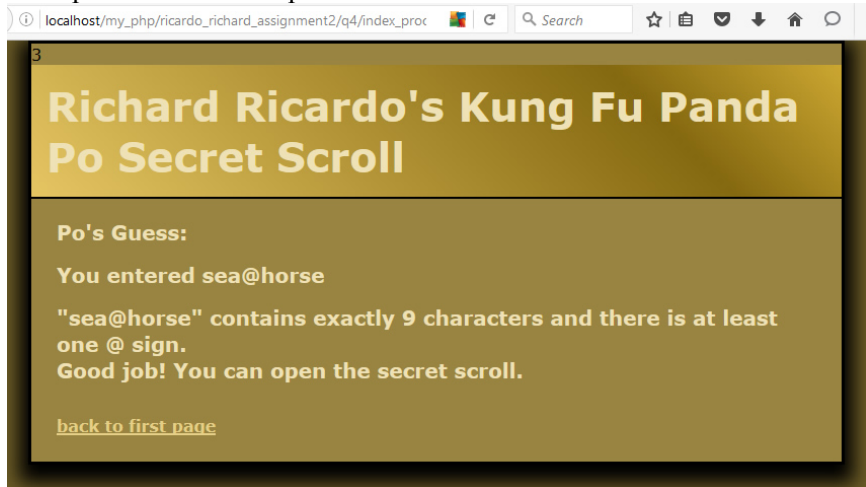 localhost/my_php/ricardo_richard_assignment2/q4/index_proc
Search
3
Richard Ricardo's Kung Fu Panda
Po Secret Scroll
Po's Guess:
You entered sea@horse
"sea@horse" contains exactly 9 characters and there is at least
one @ sign.
Good job! You can open the secret scroll.
back to first page